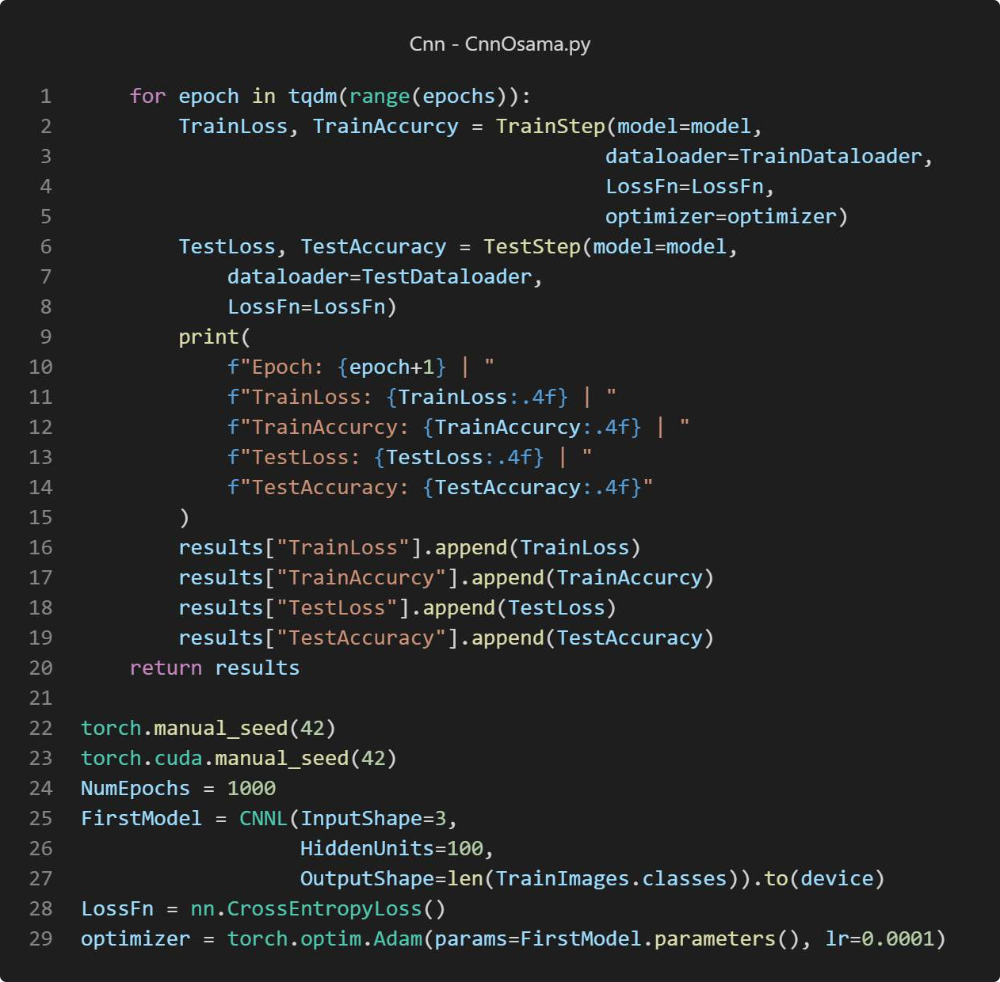 Cnn - CnnOsama.py
1 for epoch in tqdm(range(epochs)):
2 TrainLoss, TrainAccurcy = TrainStep(model=model,
3 dataloader=TrainDataloader,
4 LossFn=LossFn,
5 optimizer=optimizer)
6 TestLoss, TestAccuracy = TestStep(model=model,
7 dataloader=TestDataloader,
8 LossFn=LossFn)
9 print(
10 f"Epoch: {epoch+1} | "
11 f"TrainLoss: {TrainLoss:.4f} | "
12 f"TrainAccurcy: {TrainAccurcy:.4f} | "
13 f"TestLoss: {TestLoss:.4f} | "
14 f"TestAccuracy: {TestAccuracy:.4f}"
15 )
16 results["TrainLoss"].append(TrainLoss)
17 results["TrainAccurcy"].append(TrainAccurcy)
18 results["TestLoss"].append(TestLoss)
19 results["TestAccuracy"].append(TestAccuracy)
20 return results
21
22 torch.manual_seed(42)
23 torch.cuda.manual_seed(42)
24 NumEpochs = 1000
25 FirstModel = CNNL(InputShape=3,
26 HiddenUnits=100,
27 OutputShape=len(TrainImages.classes)).to(device)
28 LossFn = nn.CrossEntropyLoss()
29 optimizer = torch.optim.Adam(params=FirstModel.parameters(), lr=0.0001)